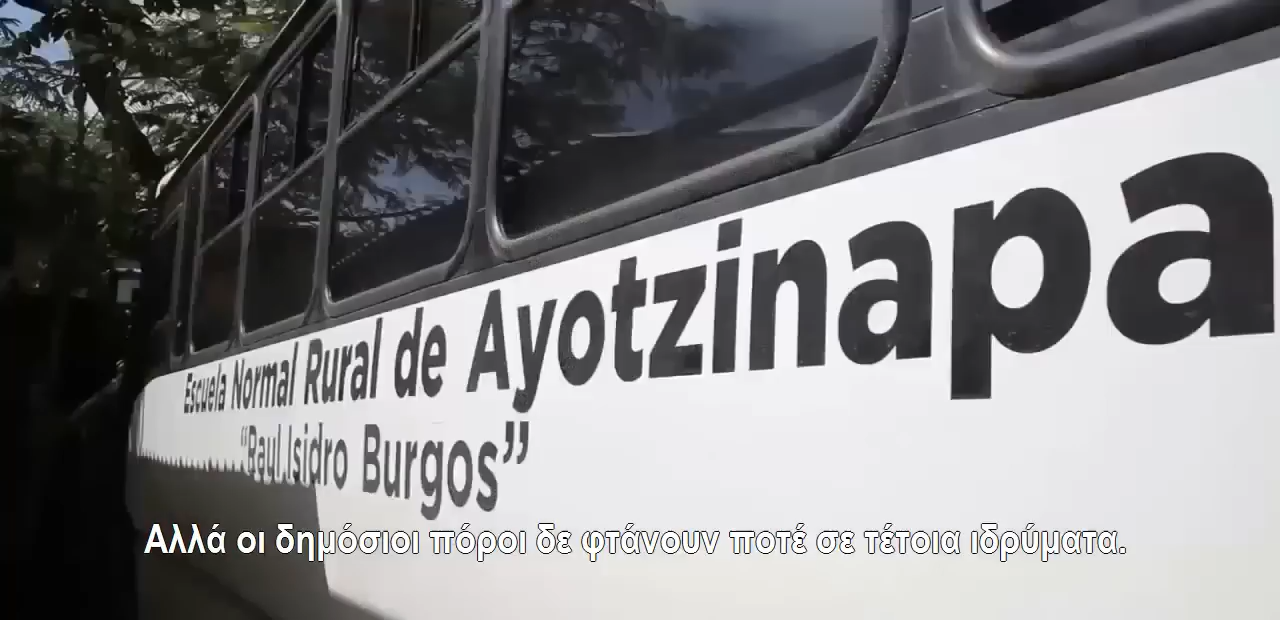 Escuela Normal Rural de Ayotzinapa
“Raul Isidro Burgos”
Αλλά οι δημόσιοι πόροι δε φτάνουν ποτέ σε τέτοια ιδρύματα.